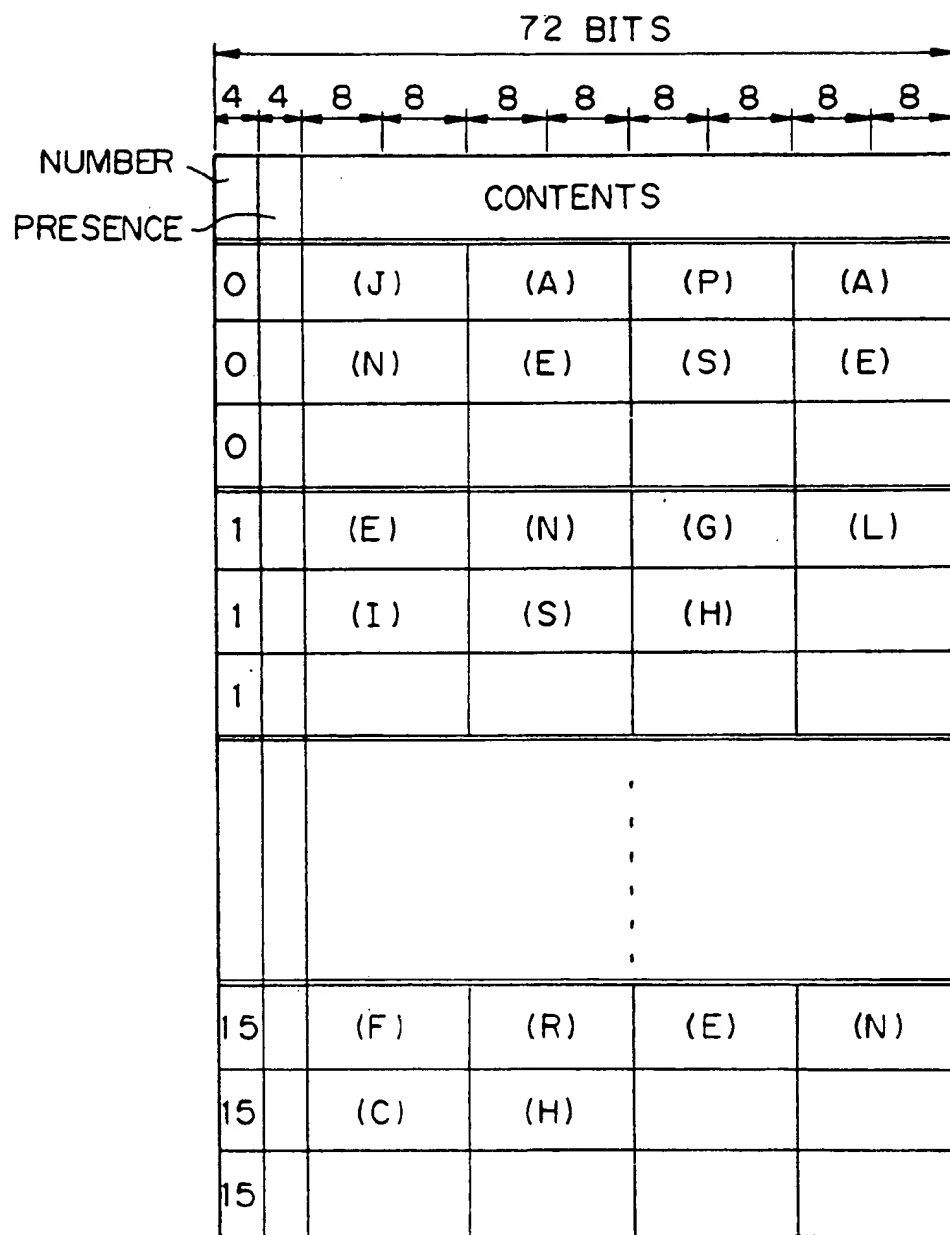 72 BITS
4 4 8 8 8 8 8 8 8 8
NUMBER
PRESENCE
CONTENTS
0 (J) (A) (P) (A)
0 (N) (E) (S) (E)
0
1 (E) (N) (G) (L)
1 (I) (S) (H)
1
15 (F) (R) (E) (N)
15 (C) (H)
15